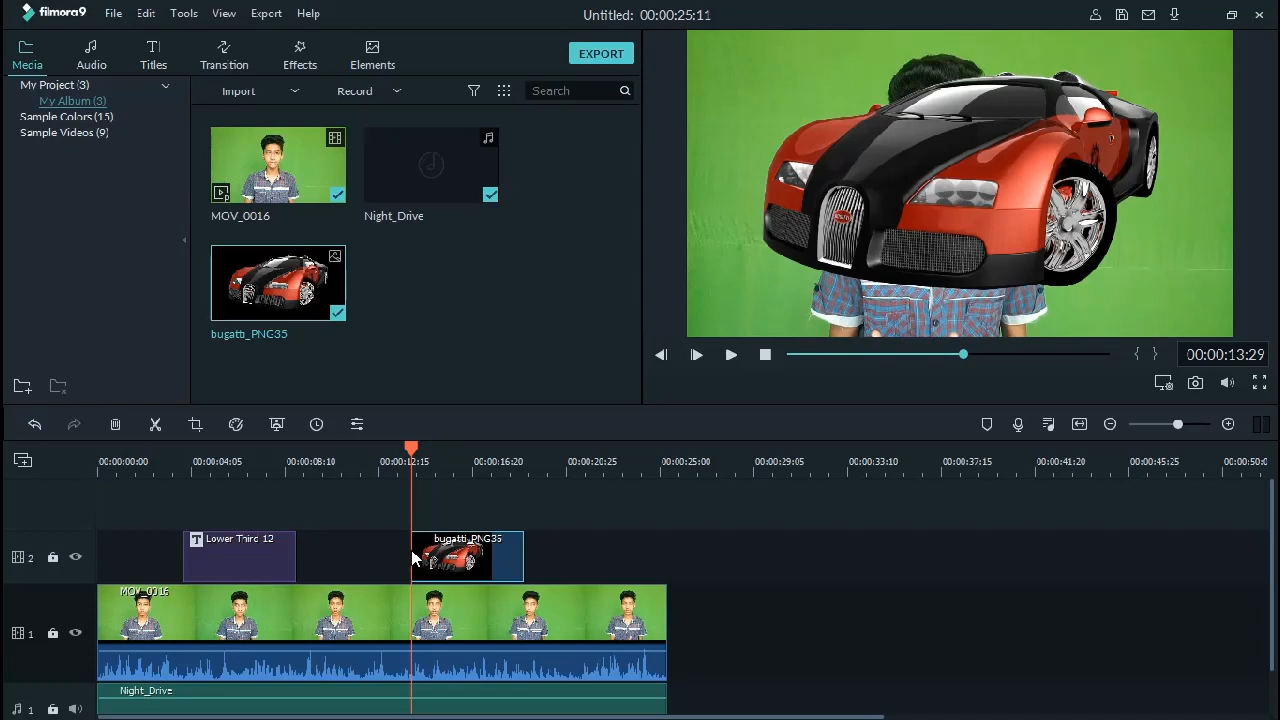 filmora9 File Edit Tools View Export Help Untitled: 00:00:25:11
Media Audio Titles Transition Effects Elements EXPORT
My Project (3)
My Album (3)
Sample Colors (15)
Sample Videos (9)
Import Record Search
MOV_0016 Night_Drive
bugatti_PNG35
00:00:13:29
00:00:00:00 00:00:04:05 00:00:08:10 00:00:12:15 00:00:16:20 00:00:20:25 00:00:25:00 00:00:29:05 00:00:33:10 00:00:37:15 00:00:41:20 00:00:45:25 00:00:50:0
2 T Lower Third 12 bugatti_PNG35
MOV_0016
1
Night_Drive
1